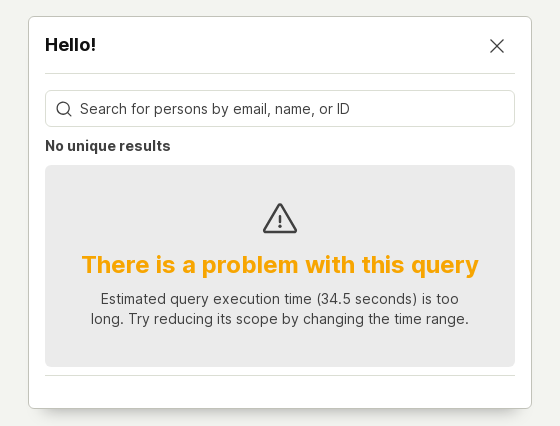 Hello!
Search for persons by email, name, or ID
No unique results
There is a problem with this query
Estimated query execution time (34.5 seconds) is too
long. Try reducing its scope by changing the time range.